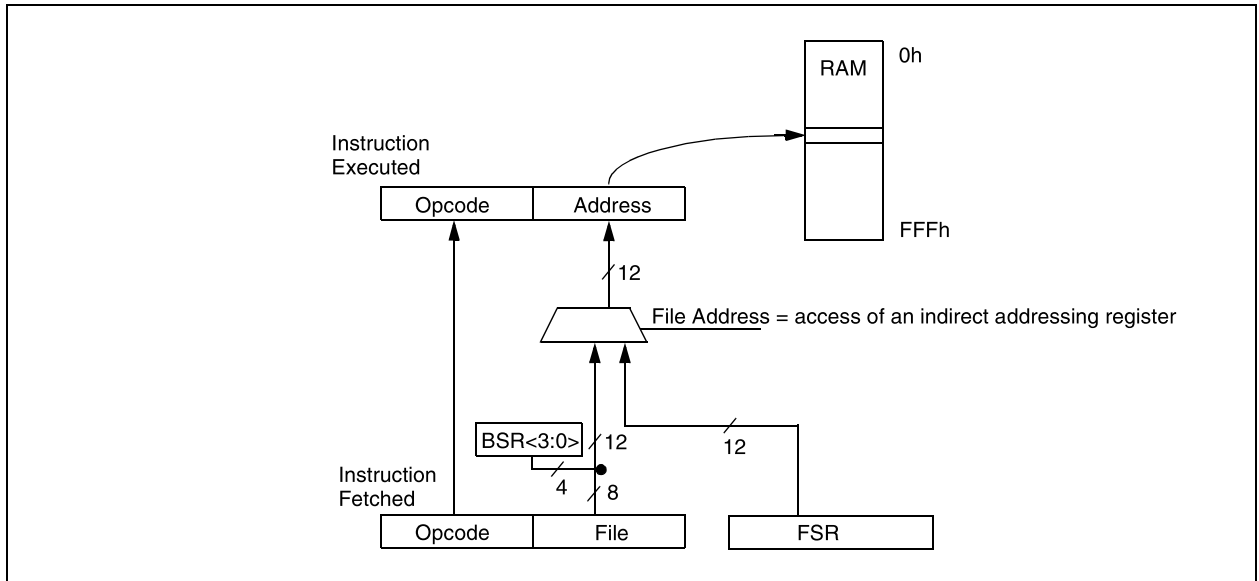 RAM
0h
Instruction
Executed
Opcode
Address
FFFh
12
File Address = access of an indirect addressing register
BSR<3:0>
12
12
4
8
Instruction
Fetched
Opcode
File
FSR